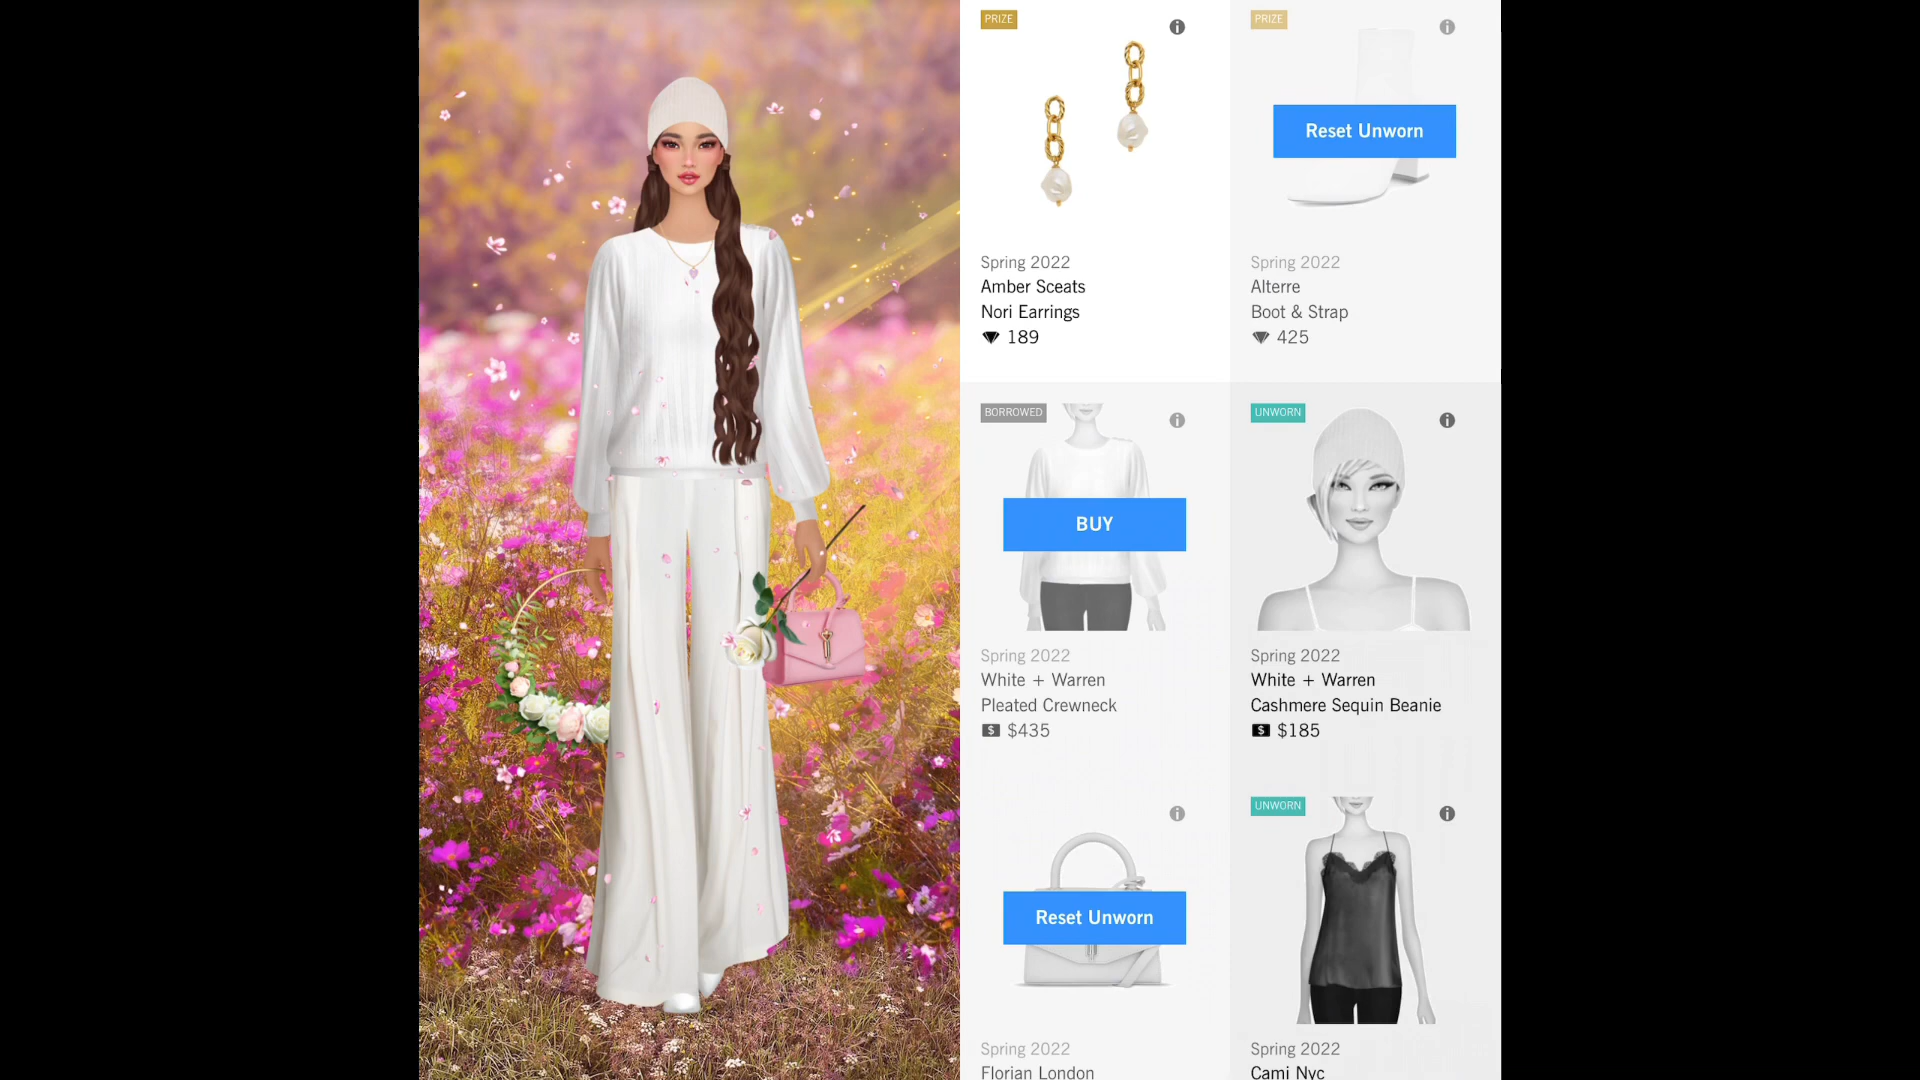 PRIZE
Spring 2022
Amber Sceats
Nori Earrings
189
PRIZE
Reset Unworn
Spring 2022
Alterre
Boot & Strap
425
BORROWED
BUY
Spring 2022
White + Warren
Pleated Crewneck
$ $435
UNWORN
Spring 2022
White + Warren
Cashmere Sequin Beanie
$ $185
Reset Unworn
Spring 2022
Florian London
UNWORN
Spring 2022
Cami Nyc